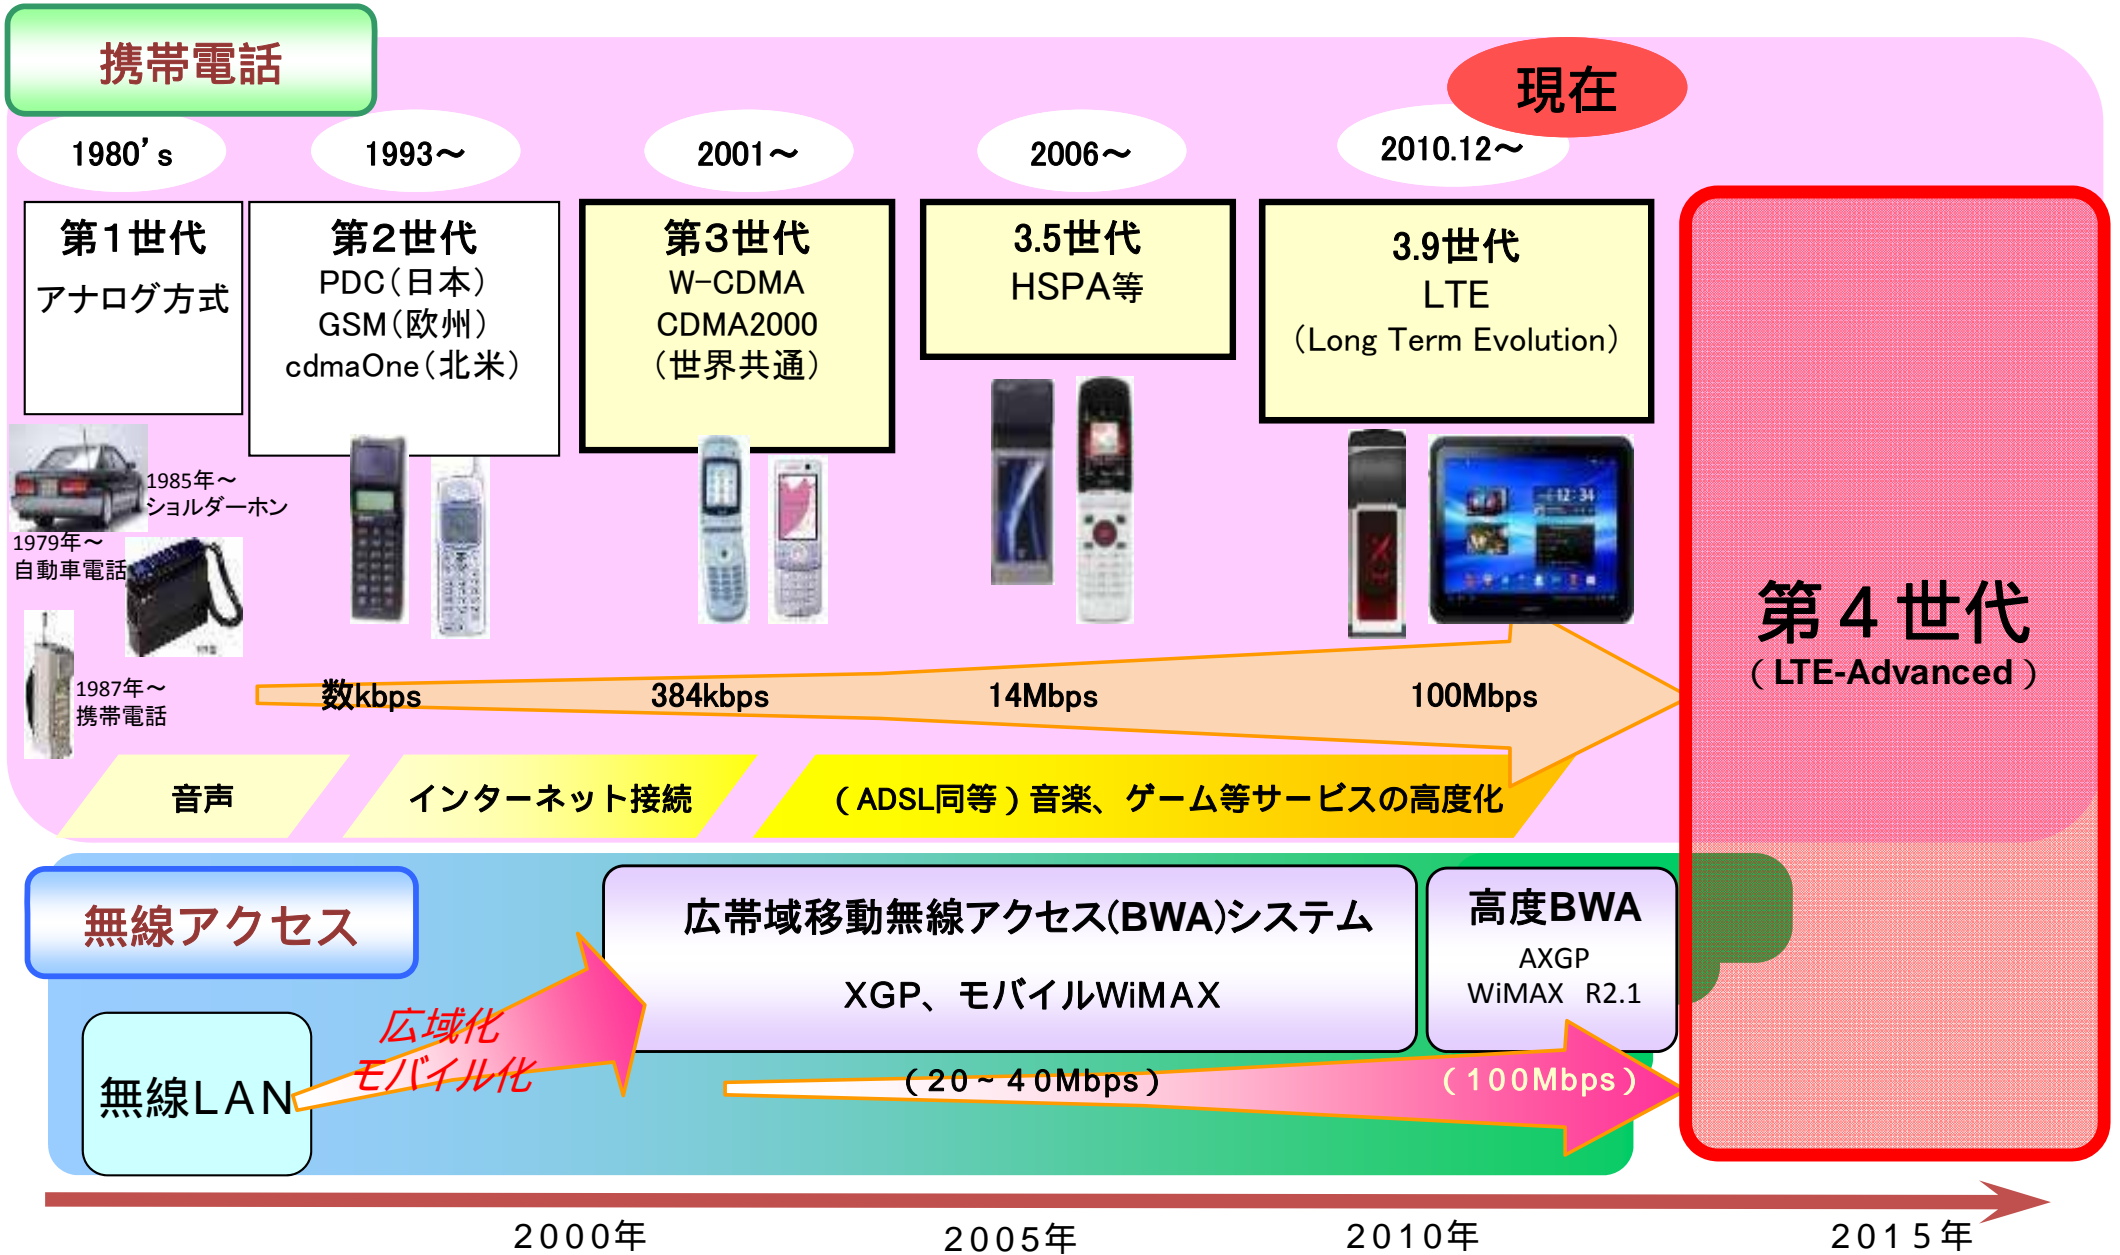 携帯電話
現在
1980’s
1993～
2001～
2006～
2010.12～
第１世代
アナログ方式
第２世代
PDC（日本）
GSM（欧州）
cdmaOne（北米）
第３世代
W-CDMA
CDMA2000
（世界共通）
3.5世代
HSPA等
3.9世代
LTE
（Long Term Evolution）
1985年～
ショルダーホン
1979年～
自動車電話
1987年～
携帯電話
12:34
第４世代
（LTE-Advanced）
数kbps
384kbps
14Mbps
100Mbps
音声
インターネット接続
（ADSL同等）音楽、ゲーム等サービスの高度化
無線アクセス
広帯域移動無線アクセス(BWA)システム
XGP、モバイルWiMAX
高度BWA
AXGP
WiMAX R2.1
広域化
モバイル化
無線LAN
（20~40Mbps）
（100Mbps）
2000年
2005年
2010年
2015年